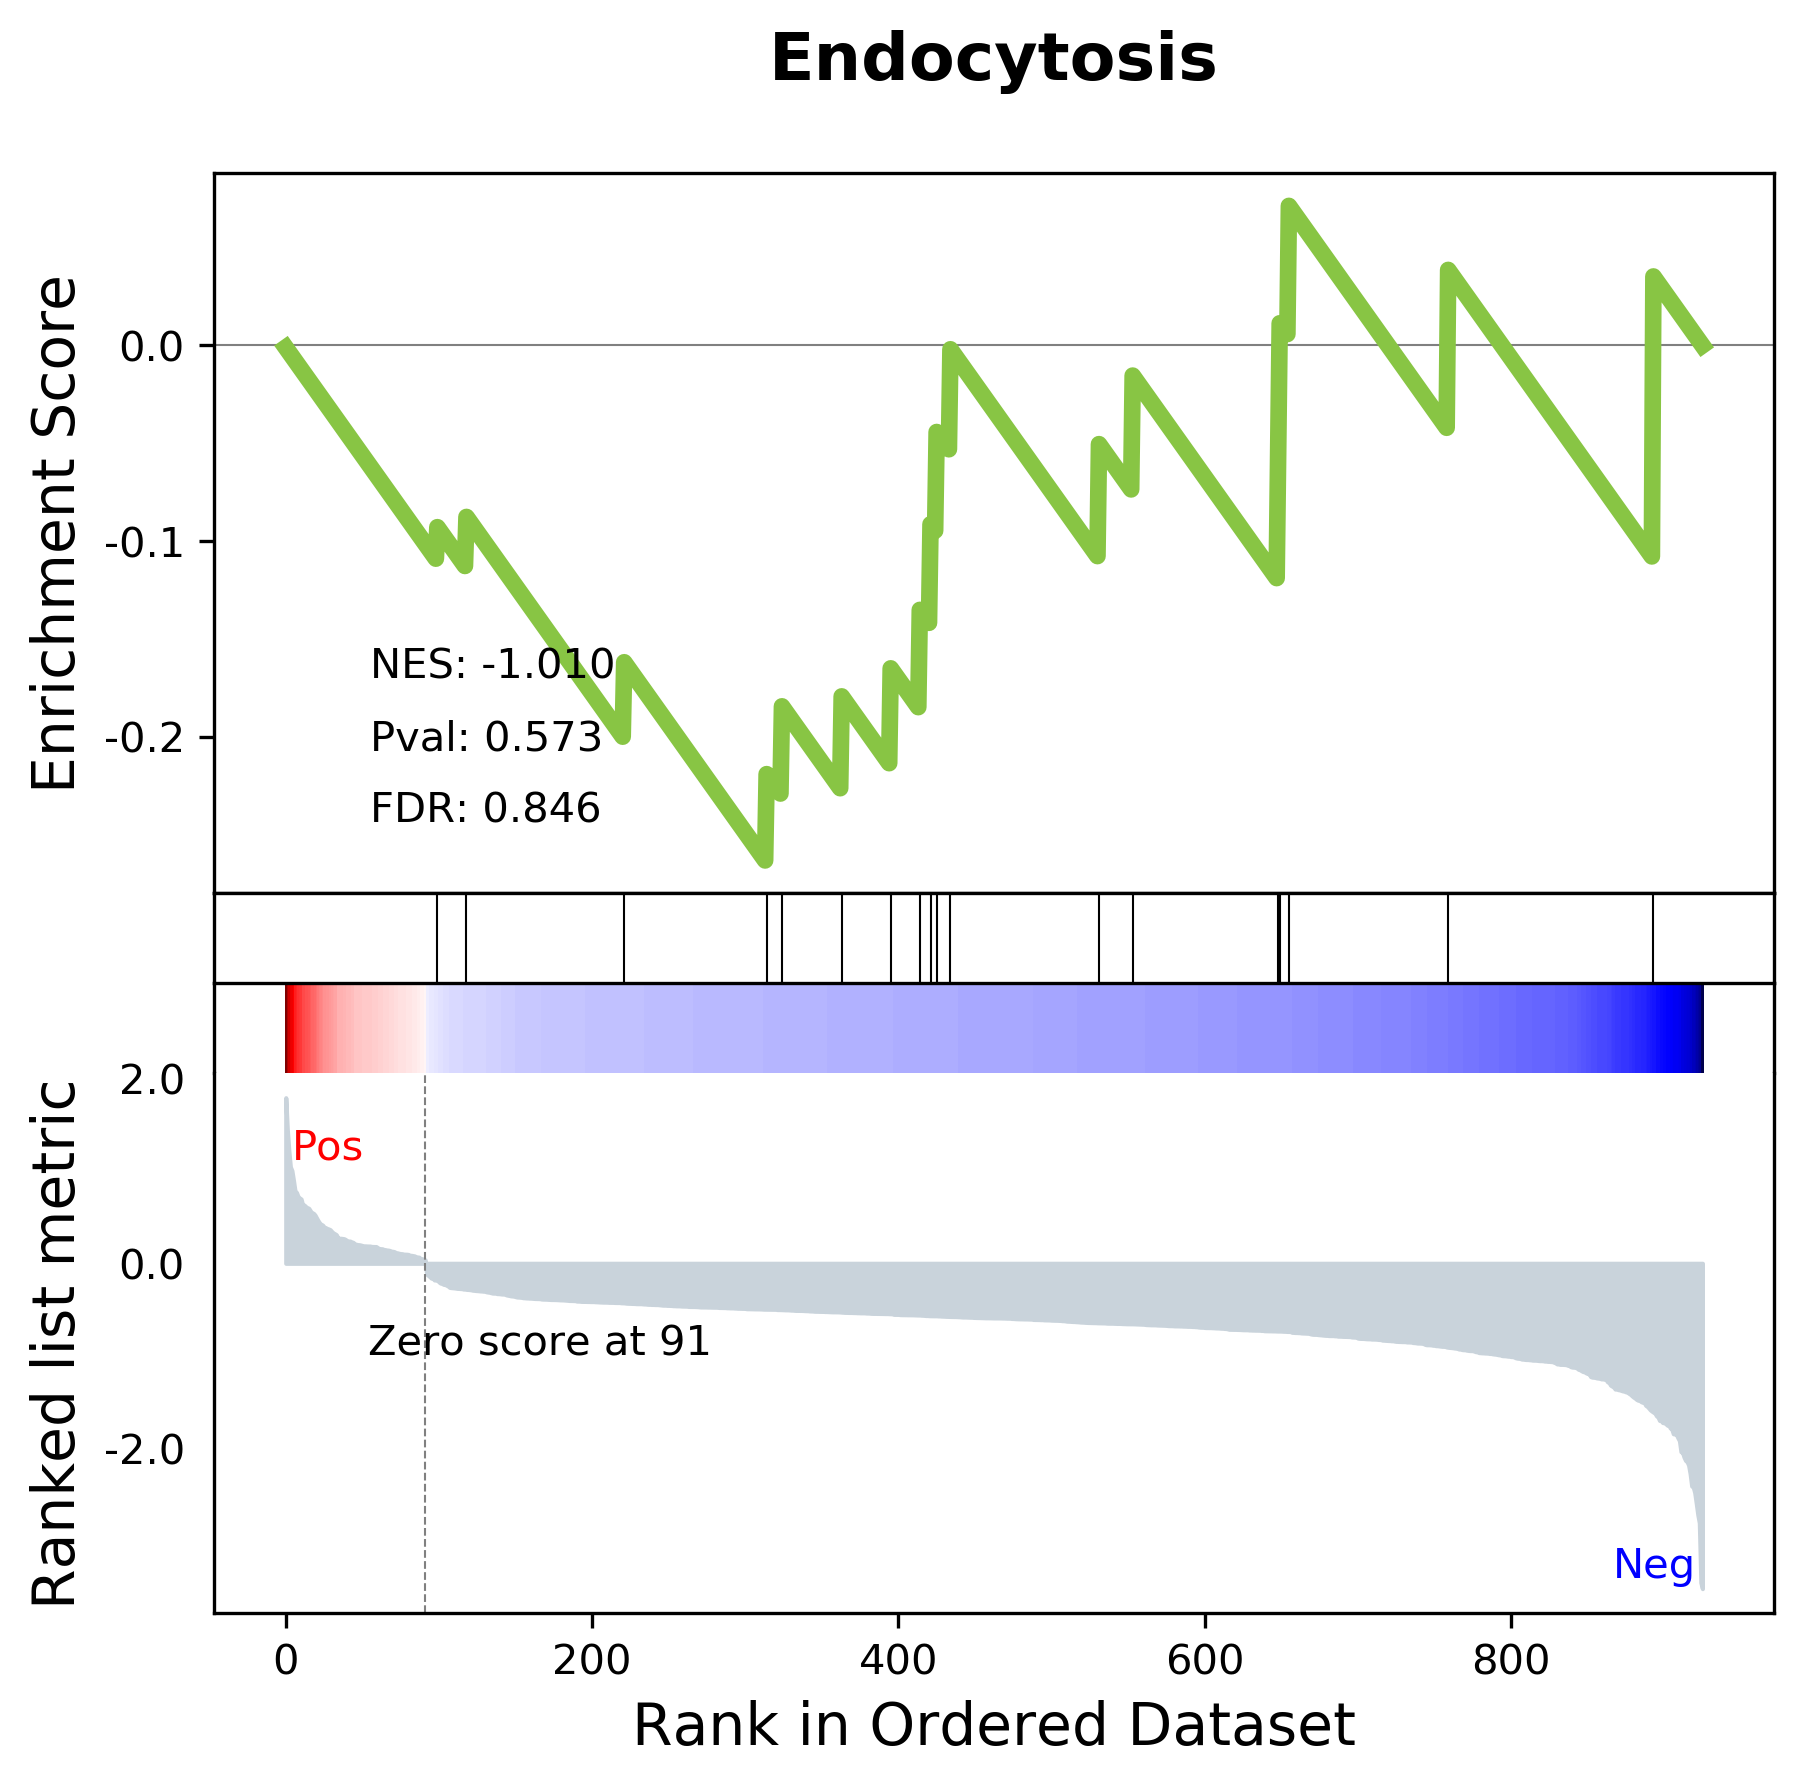 Endocytosis
Enrichment Score
0.0
-0.1
-0.2
NES: -1.010
Pval: 0.573
FDR: 0.846
Ranked list metric
2.0
0.0
-2.0
Pos
Zero score at 91
Neg
0 200 400 600 800
Rank in Ordered Dataset